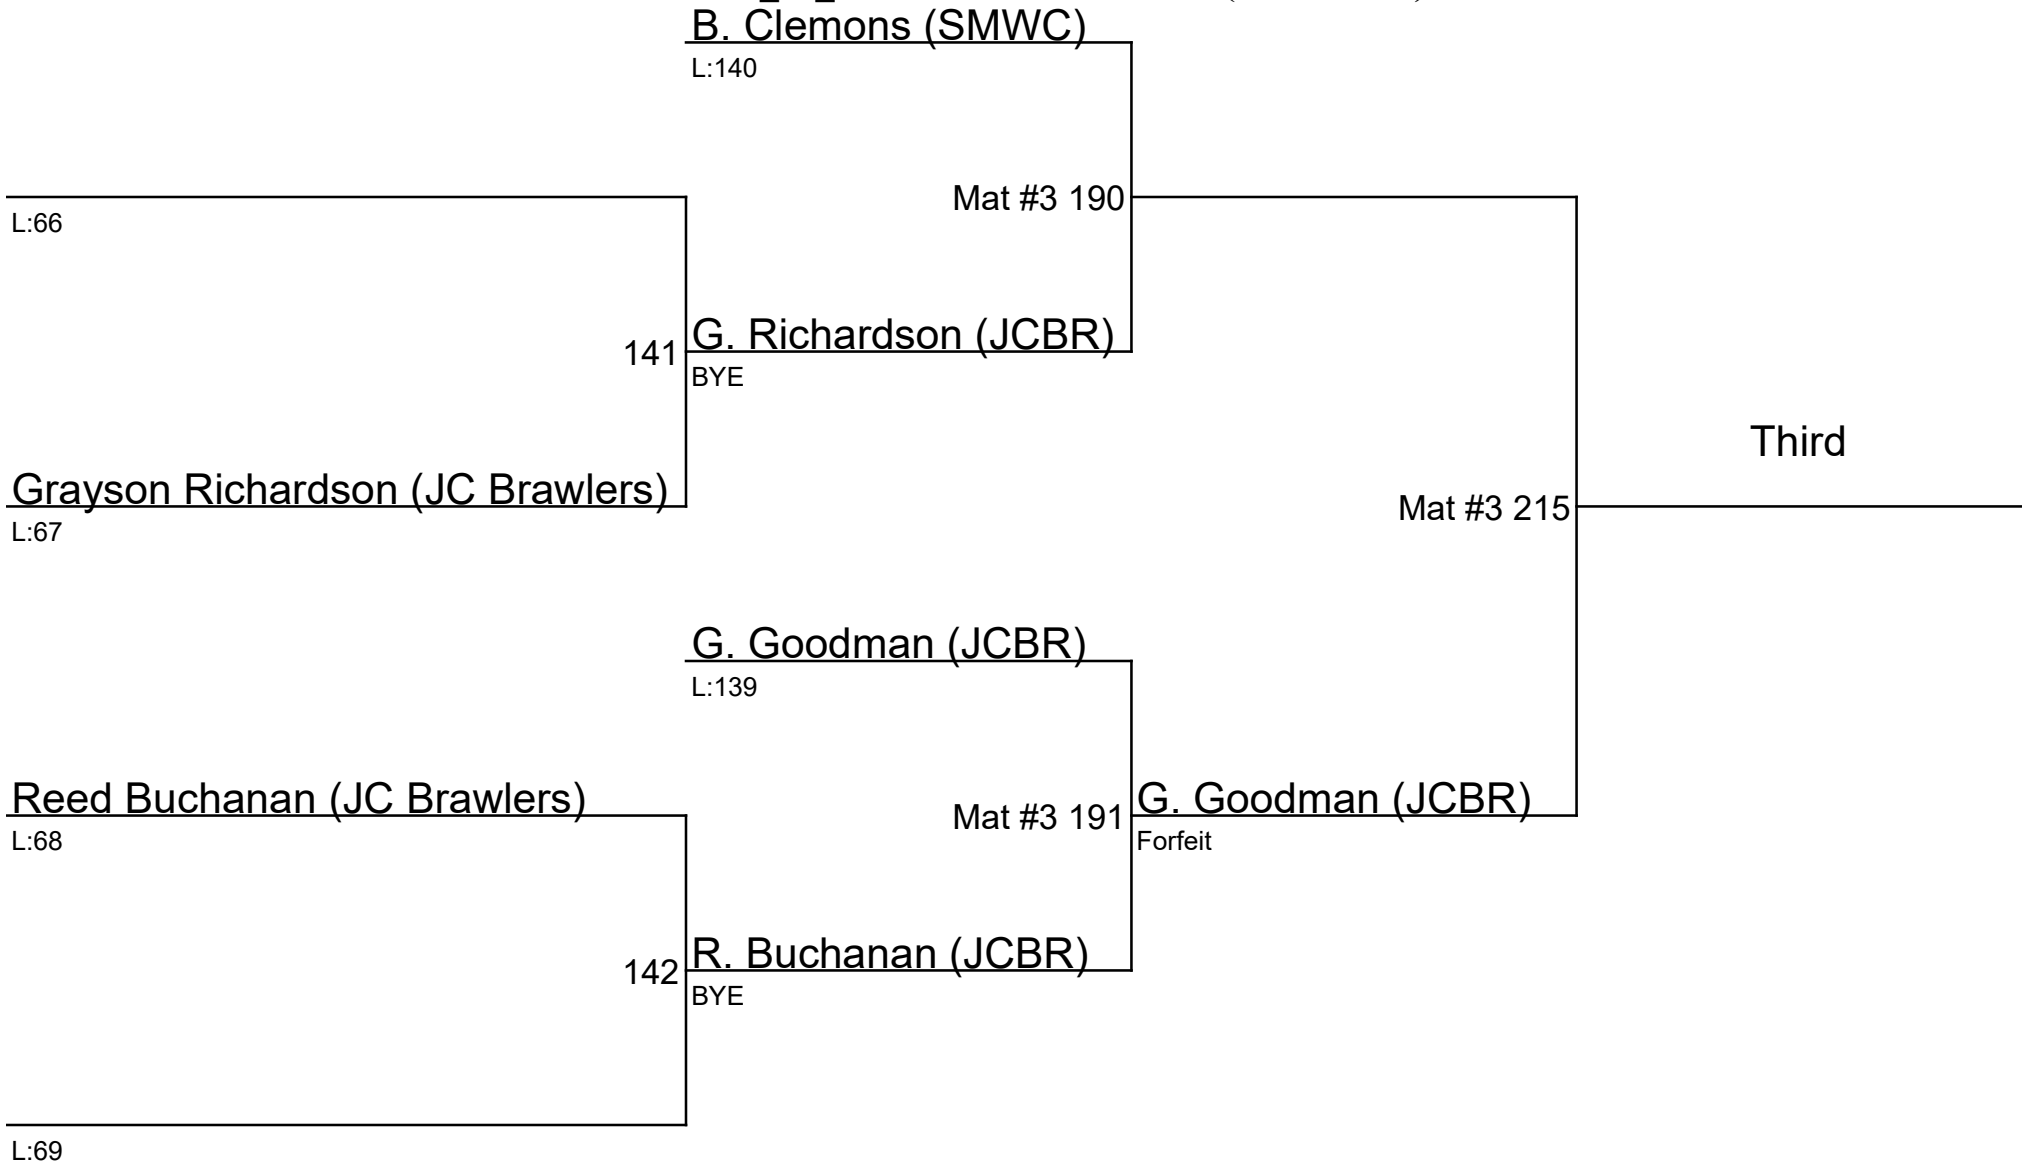 B. Clemons (SMWC)
L:140
Mat #3 190
L:66
G. Richardson (JCBR)
141
BYE
Third
Grayson Richardson (JC Brawlers)
Mat #3 215
L:67
G. Goodman (JCBR)
L:139
Reed Buchanan (JC Brawlers)
Mat #3 191
G. Goodman (JCBR)
L:68
Forfeit
R. Buchanan (JCBR)
142
BYE
L:69